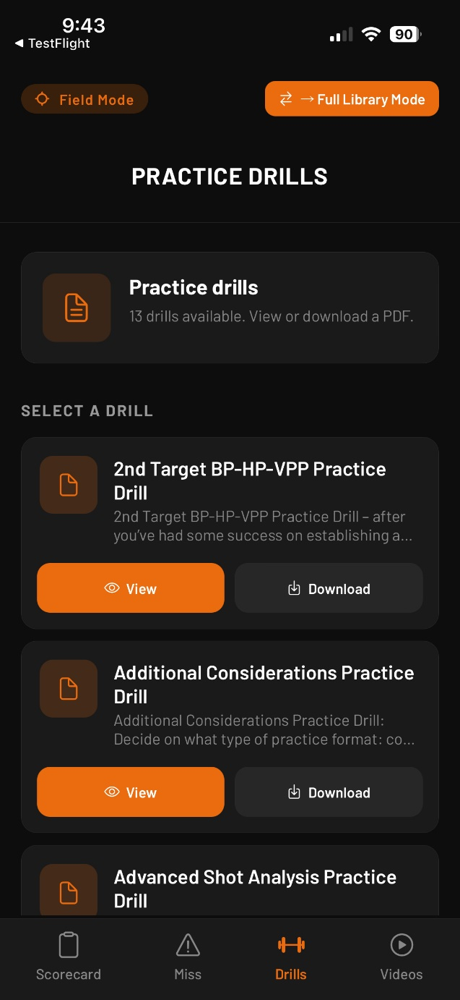 9:43
◀ TestFlight
90
Field Mode
→ Full Library Mode
PRACTICE DRILLS
Practice drills
13 drills available. View or download a PDF.
SELECT A DRILL
2nd Target BP-HP-VPP Practice
Drill
2nd Target BP-HP-VPP Practice Drill – after
you’ve had some success on establishing a...
View
Download
Additional Considerations Practice
Drill
Additional Considerations Practice Drill:
Decide on what type of practice format: co...
View
Download
Advanced Shot Analysis Practice
Drill
Scorecard
Miss
Drills
Videos